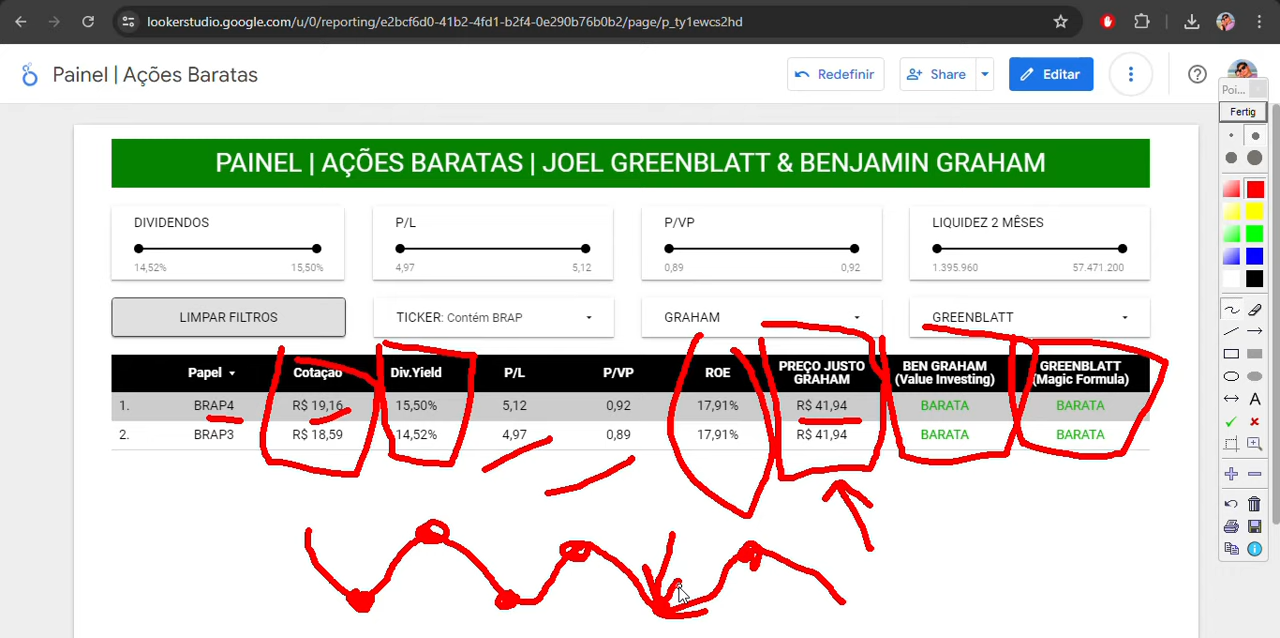 lookerstudio.google.com/u/0/reporting/e2bcf6d0-41b2-4fd1-b2f4-0e290b76b0b2/page/p_ty1ewcs2hd
Painel | Ações Baratas
Redefinir
Share
Editar
Poi...
Fertig
PAINEL | AÇÕES BARATAS | JOEL GREENBLATT & BENJAMIN GRAHAM
DIVIDENDOS
14,52% 15,50%
P/L
4,97 5,12
P/VP
0,89 0,92
LIQUIDEZ 2 MÊSES
1.395.960 57.471.200
LIMPAR FILTROS
TICKER: Contém BRAP
GRAHAM
GREENBLATT
Papel Cotação Div.Yield P/L P/VP ROE PREÇO JUSTO GRAHAM BEN GRAHAM (Value Investing) GREENBLATT (Magic Formula)
1. BRAP4 R$ 19,16 15,50% 5,12 0,92 17,91% R$ 41,94 BARATA BARATA
2. BRAP3 R$ 18,59 14,52% 4,97 0,89 17,91% R$ 41,94 BARATA BARATA